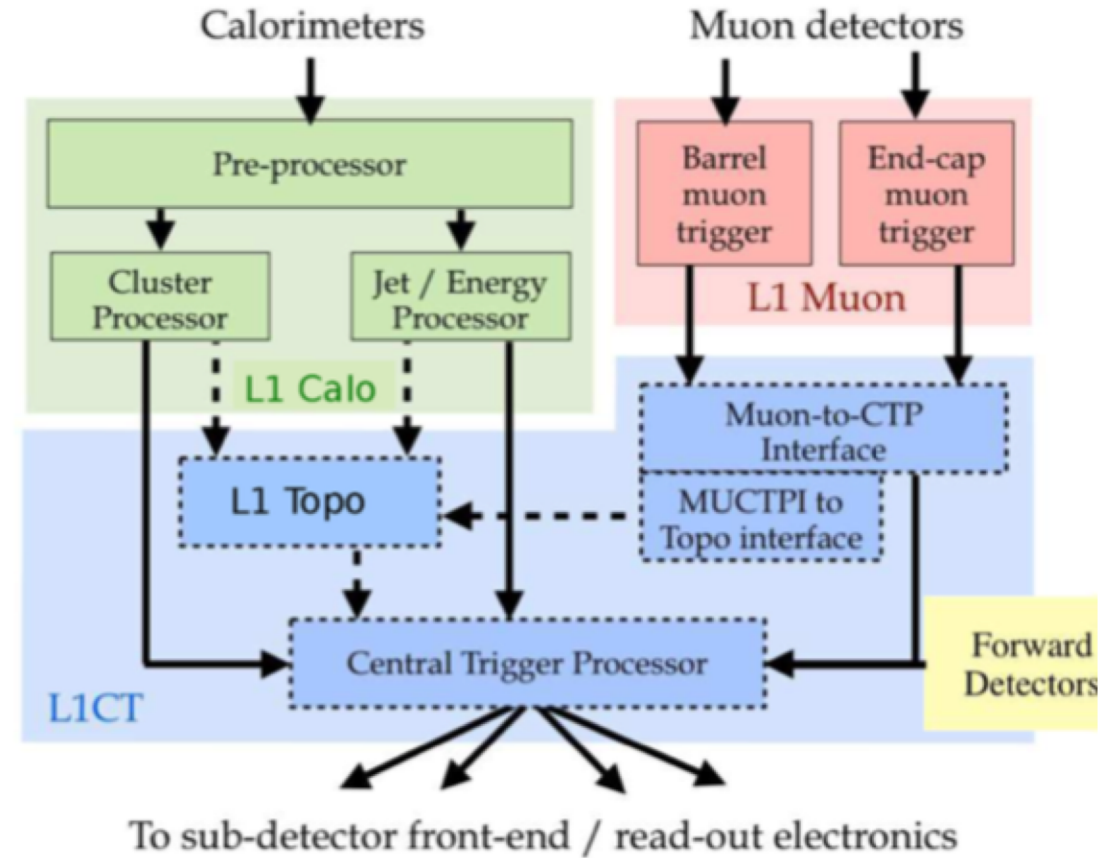 Calorimeters
Muon detectors
Pre-processor
Barrel
muon
trigger
End-cap
muon
trigger
Cluster
Processor
Jet / Energy
Processor
L1 Muon
L1 Calo
Muon-to-CTP
Interface
L1 Topo
MUCTPI to
Topo interface
Central Trigger Processor
Forward
Detectors
L1CT
To sub-detector front-end / read-out electronics